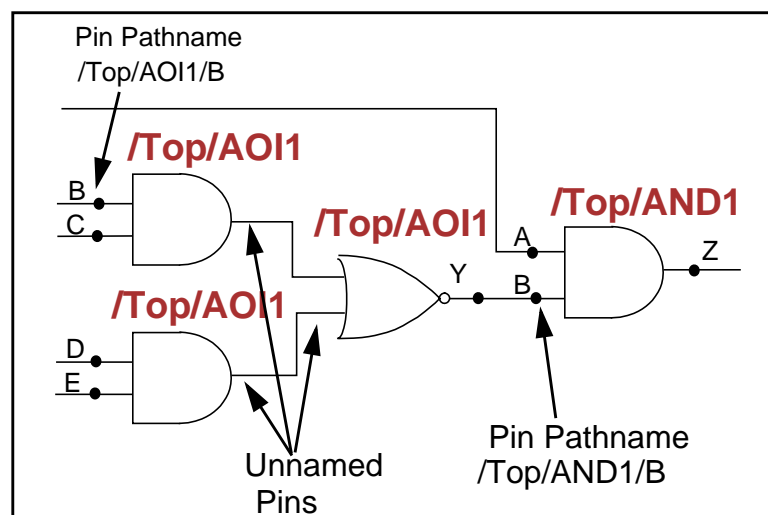 Pin Pathname
/Top/AOI1/B
/Top/AOI1
B
C
/Top/AOI1
/Top/AND1
A
Z
Y
B
/Top/AOI1
D
E
Unnamed
Pins
Pin Pathname
/Top/AND1/B